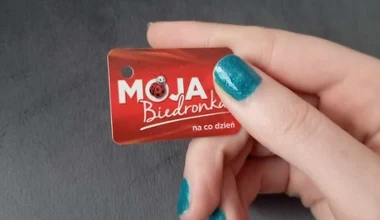 MOJA
Biedronka
na co dzień